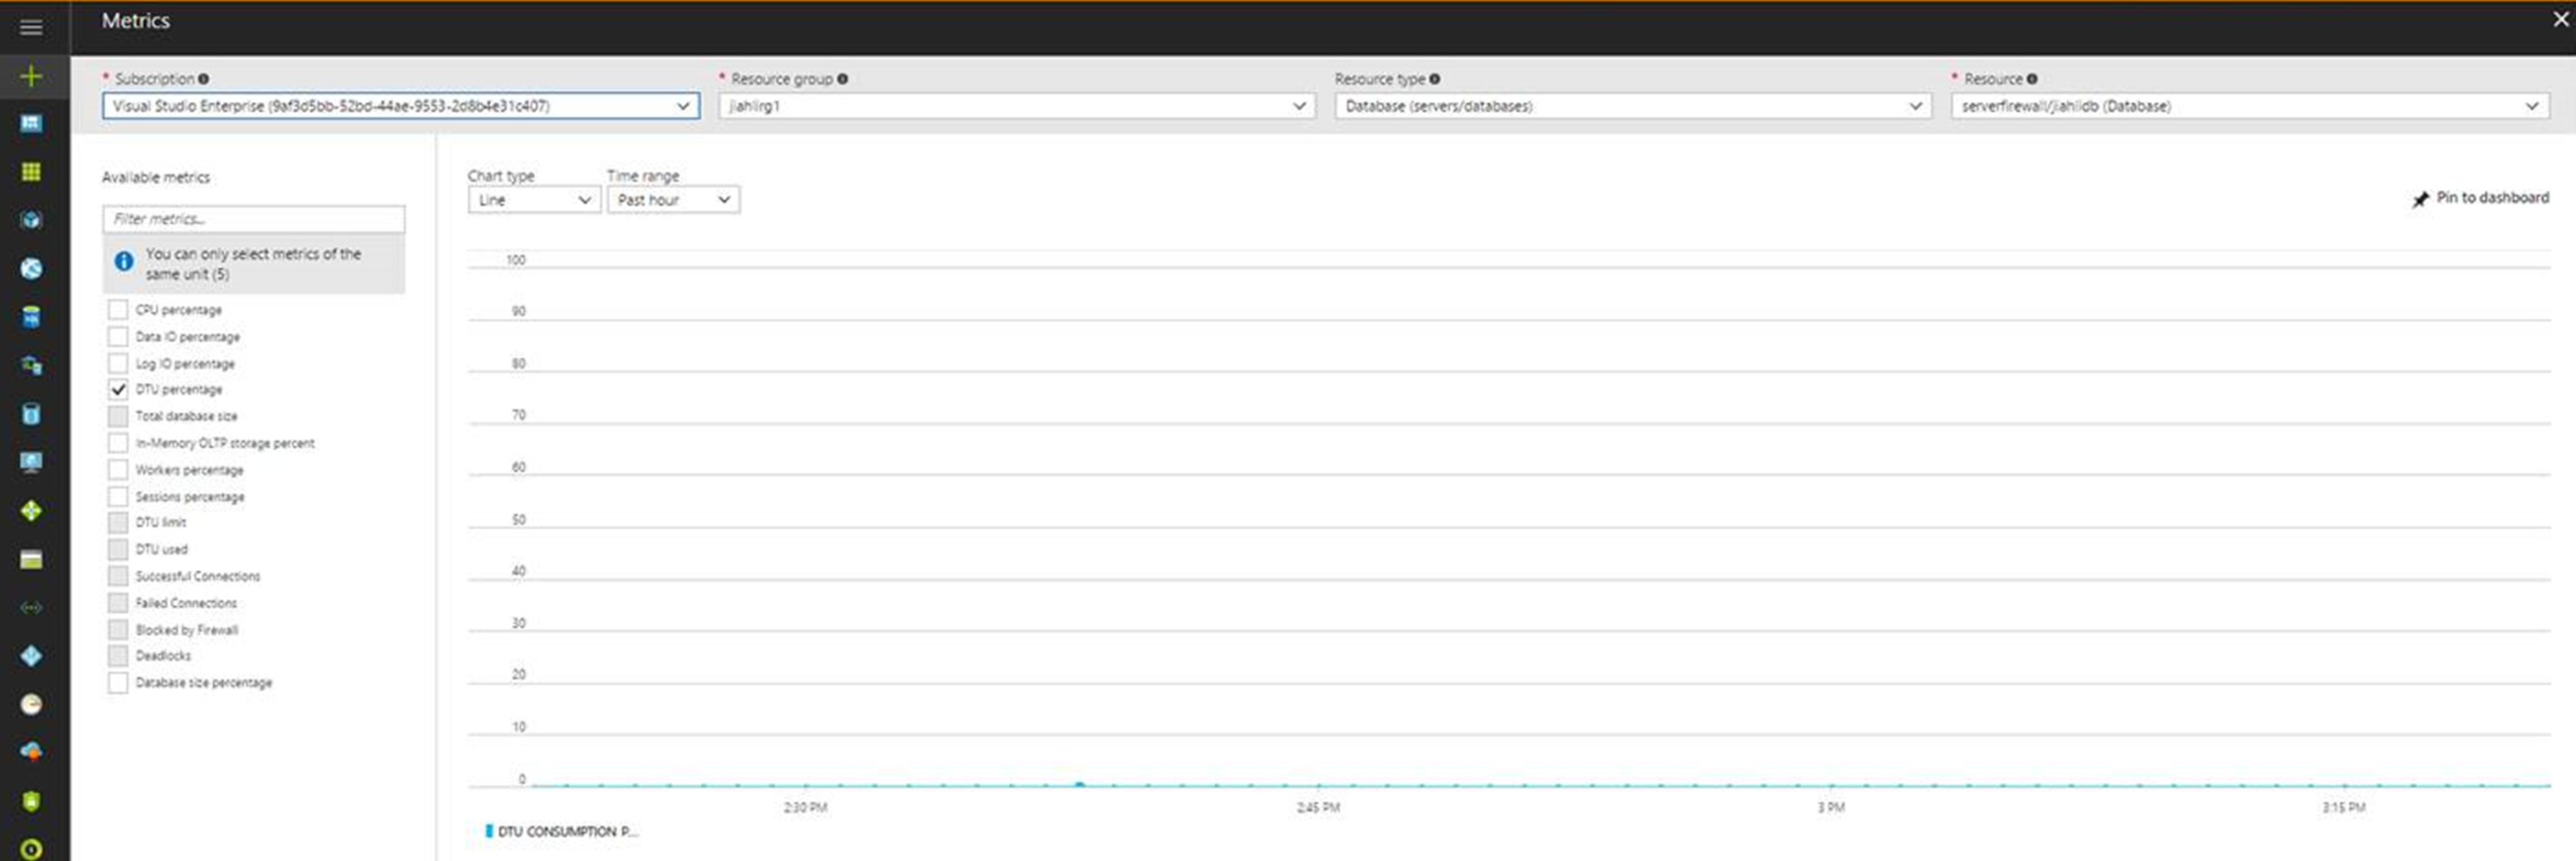 Metrics
* Subscription
* Resource group
Resource type
* Resource
Visual Studio Enterprise (9af3d5bb-52bd-44ae-9553-2d8b4e31c407)
jiahlirg1
Database (servers/databases)
serverfirewall/jiahlidb (Database)
Available metrics
Chart type
Time range
Filter metrics...
Line
Past hour
Pin to dashboard
You can only select metrics of the
same unit (5)
CPU percentage
Data IO percentage
Log IO percentage
DTU percentage
Total database size
In-Memory OLTP storage percent
Workers percentage
Sessions percentage
DTU limit
DTU used
Successful Connections
Failed Connections
Blocked by Firewall
Deadlocks
Database size percentage
100
90
80
70
60
50
40
30
20
10
0
2:30 PM
2:45 PM
3 PM
3:15 PM
DTU CONSUMPTION P...